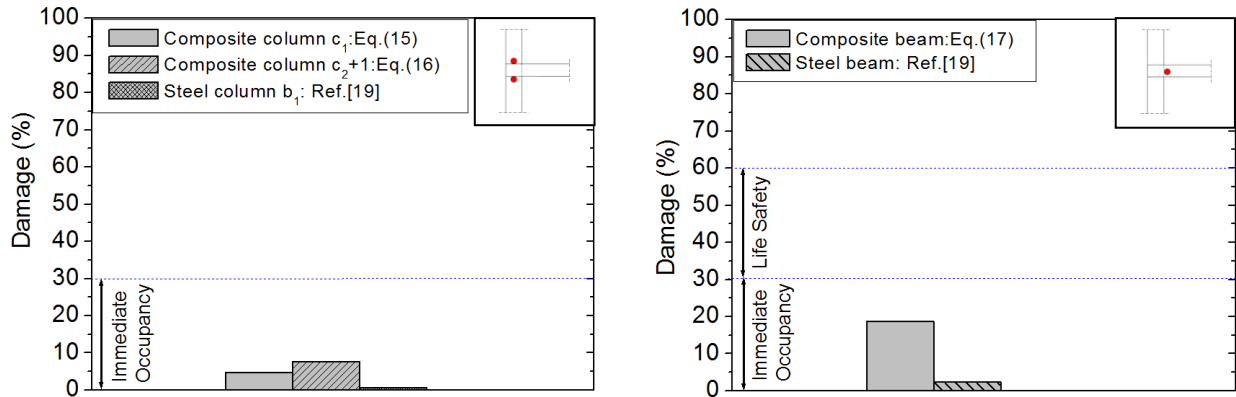 100
90
80
70
60
50
40
30
20
10
0
Damage (%)
Composite column c1:Eq.(15)
Composite column c2+1:Eq.(16)
Steel column b1: Ref.[19]
Immediate
Occupancy
100
90
80
70
60
50
40
30
20
10
0
Damage (%)
Composite beam:Eq.(17)
Steel beam: Ref.[19]
Life Safety
Immediate
Occupancy